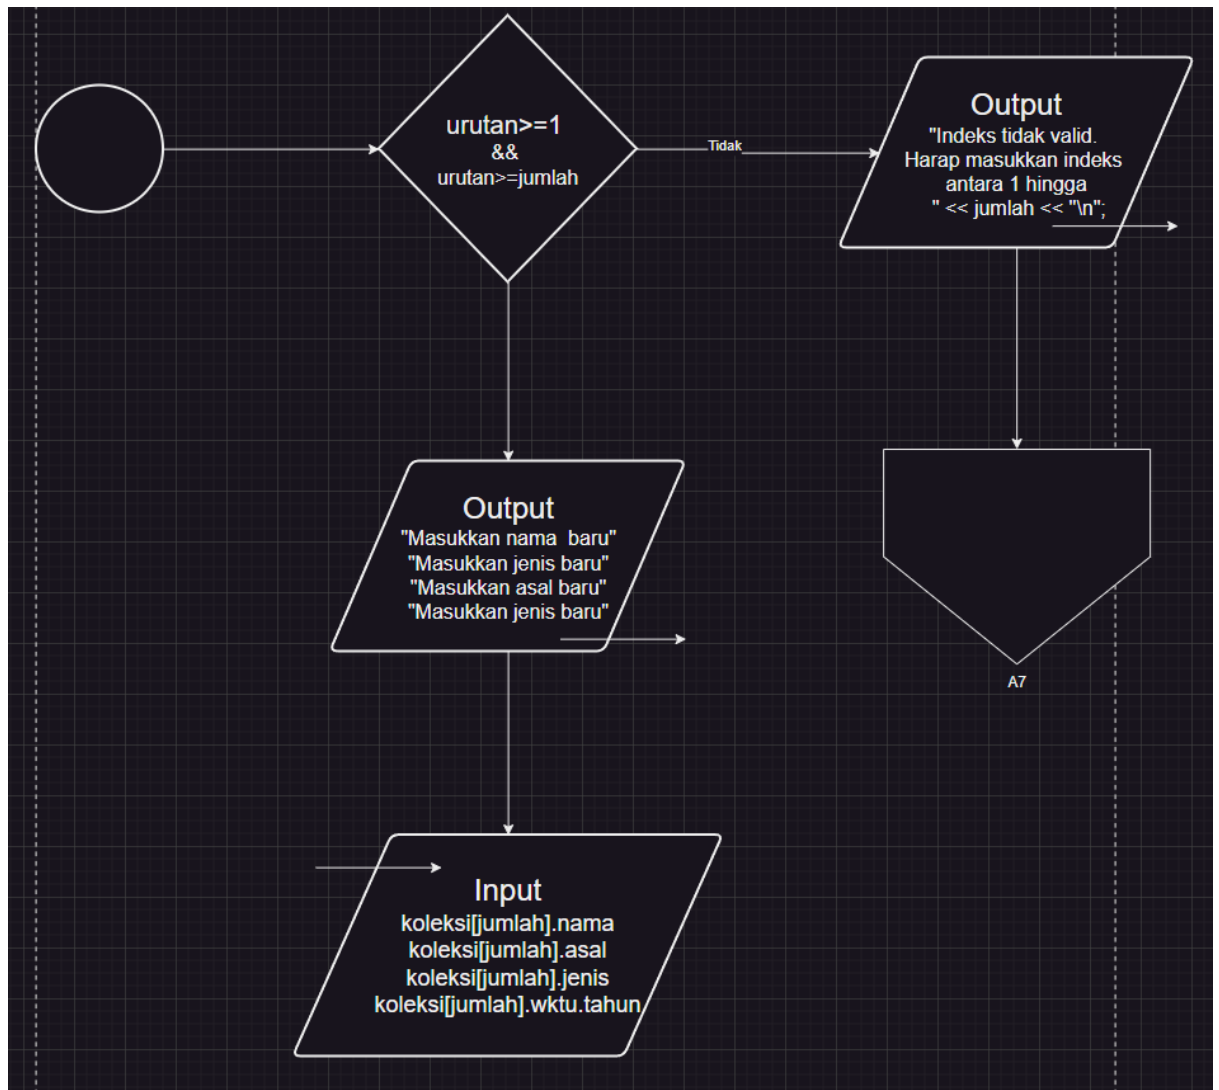 urutan>=1
&&
urutan>=jumlah
Tidak
Output
"Indeks tidak valid.
Harap masukkan indeks
antara 1 hingga
" << jumlah << "\n";
Output
"Masukkan nama  baru"
"Masukkan jenis baru"
"Masukkan asal baru"
"Masukkan jenis baru"
A7
Input
koleksi[jumlah].nama
koleksi[jumlah].asal
koleksi[jumlah].jenis
koleksi[jumlah].wktu.tahun